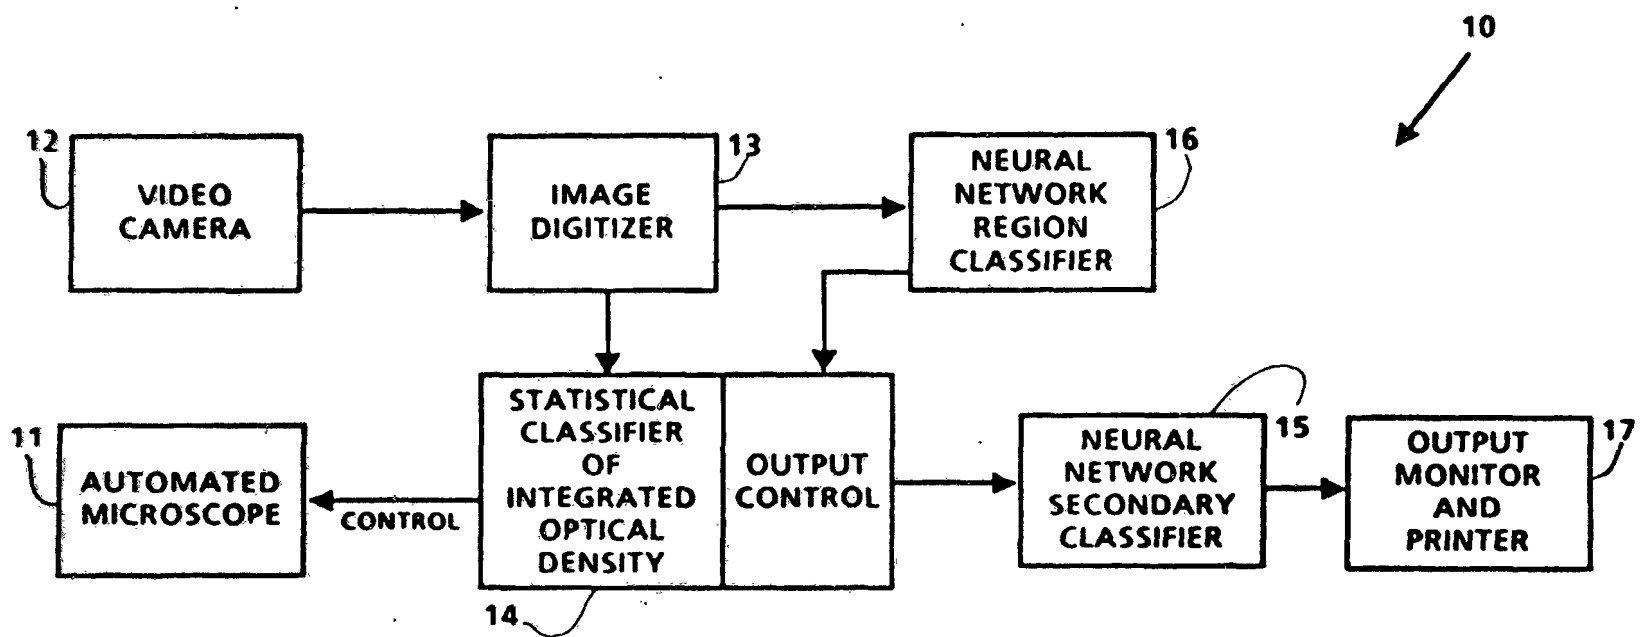 10
12
VIDEO
CAMERA
13
IMAGE
DIGITIZER
16
NEURAL
NETWORK
REGION
CLASSIFIER
11
AUTOMATED
MICROSCOPE
CONTROL
STATISTICAL
CLASSIFIER
OF
INTEGRATED
OPTICAL
DENSITY
14
OUTPUT
CONTROL
15
NEURAL
NETWORK
SECONDARY
CLASSIFIER
17
OUTPUT
MONITOR
AND
PRINTER